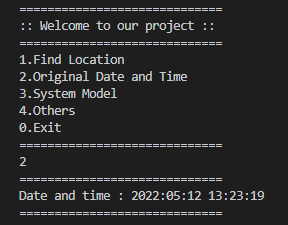 =============================
:: Welcome to our project ::
=============================
1.Find Location
2.Original Date and Time
3.System Model
4.Others
0.Exit
=============================
2
=============================
Date and time : 2022:05:12 13:23:19
=============================